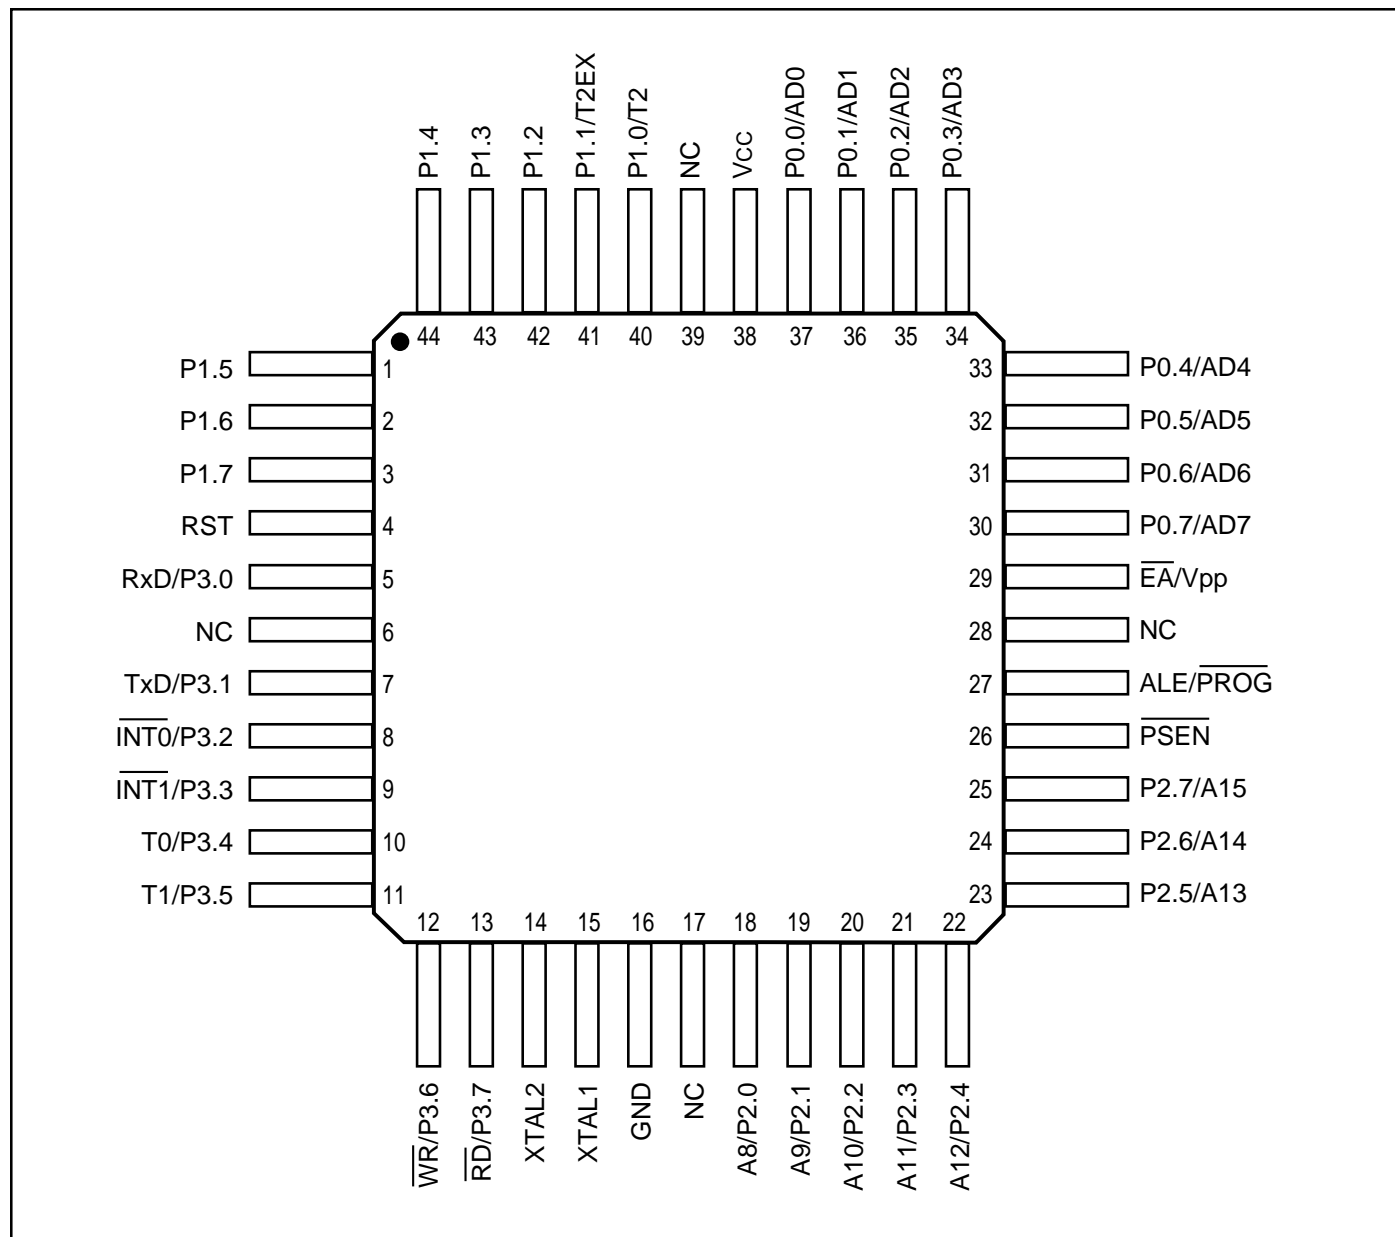 P1.4
P1.3
P1.2
P1.1/T2EX
P1.0/T2
NC
VCC
P0.0/AD0
P0.1/AD1
P0.2/AD2
P0.3/AD3
44 43 42 41 40 39 38 37 36 35 34
P1.5 1
P1.6 2
P1.7 3
RST 4
RxD/P3.0 5
NC 6
TxD/P3.1 7
INT0/P3.2 8
INT1/P3.3 9
T0/P3.4 10
T1/P3.5 11
33 P0.4/AD4
32 P0.5/AD5
31 P0.6/AD6
30 P0.7/AD7
29 EA/Vpp
28 NC
27 ALE/PROG
26 PSEN
25 P2.7/A15
24 P2.6/A14
23 P2.5/A13
12 13 14 15 16 17 18 19 20 21 22
WR/P3.6
RD/P3.7
XTAL2
XTAL1
GND
NC
A8/P2.0
A9/P2.1
A10/P2.2
A11/P2.3
A12/P2.4